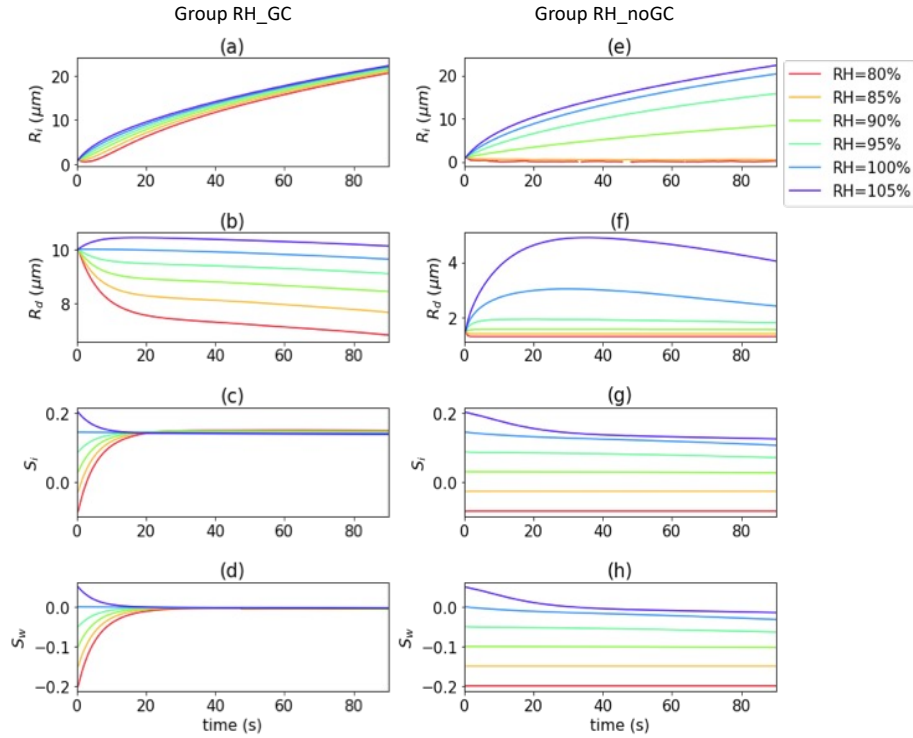 Group RH_GC
Group RH_noGC
(a)
R_i (μm)
20
10
0
0 20 40 60 80
(e)
R_i (μm)
20
10
0
0 20 40 60 80
RH=80%
RH=85%
RH=90%
RH=95%
RH=100%
RH=105%
(b)
R_d (μm)
10
8
0 20 40 60 80
(f)
R_d (μm)
4
2
0 20 40 60 80
(c)
S_i
0.2
0.0
0 20 40 60 80
(g)
S_i
0.2
0.0
0 20 40 60 80
(d)
S_w
0.0
−0.1
−0.2
0 20 40 60 80
time (s)
(h)
S_w
0.0
−0.1
−0.2
0 20 40 60 80
time (s)